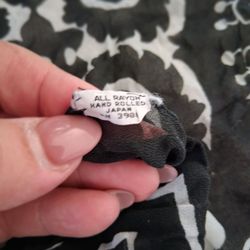 ALL RAYON
HAND ROLLED
JAPAN
3981